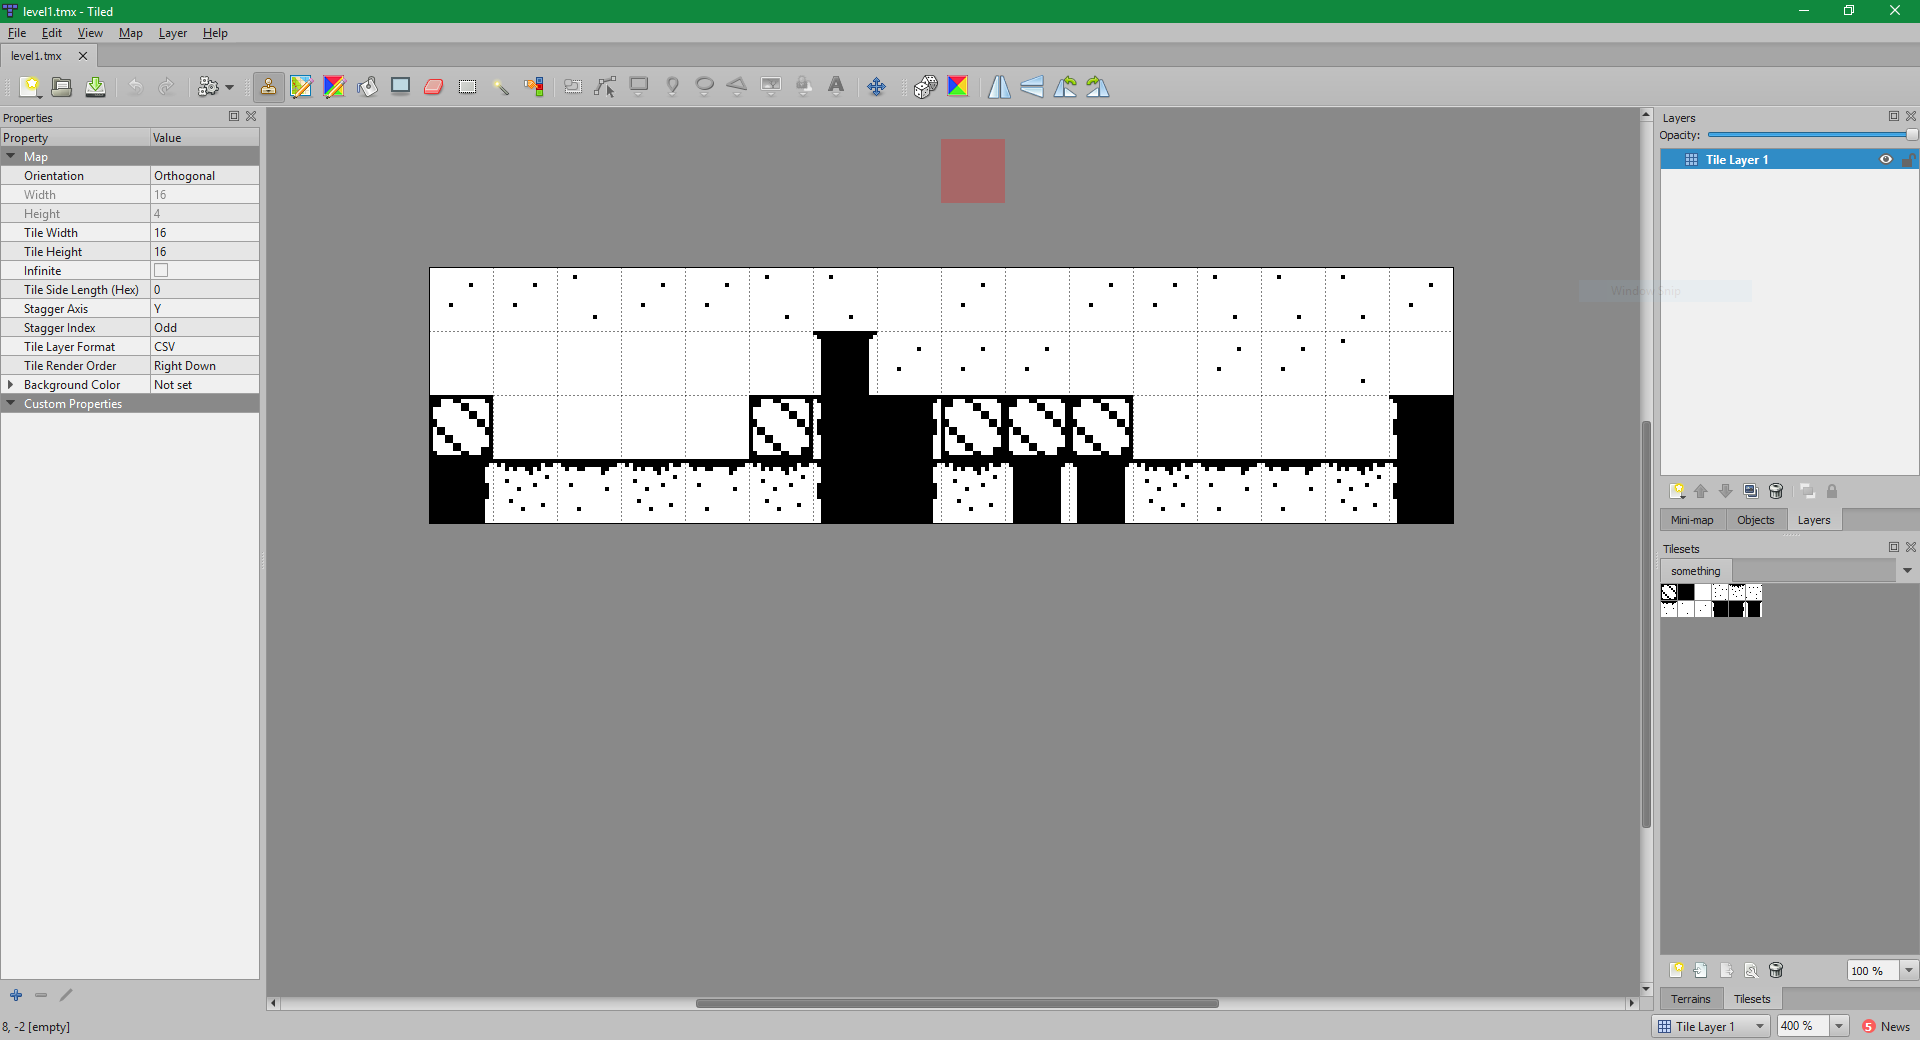 level1.tmx - Tiled
File Edit View Map Layer Help
level1.tmx
Properties
Property Value
Map
Orientation Orthogonal
Width 16
Height 4
Tile Width 16
Tile Height 16
Infinite
Tile Side Length (Hex) 0
Stagger Axis Y
Stagger Index Odd
Tile Layer Format CSV
Tile Render Order Right Down
Background Color Not set
Custom Properties
8, -2 [empty]
Window Snip
Layers
Opacity:
Tile Layer 1
Mini-map Objects Layers
Tilesets
something
100 %
Terrains Tilesets
Tile Layer 1 400 % 5 News